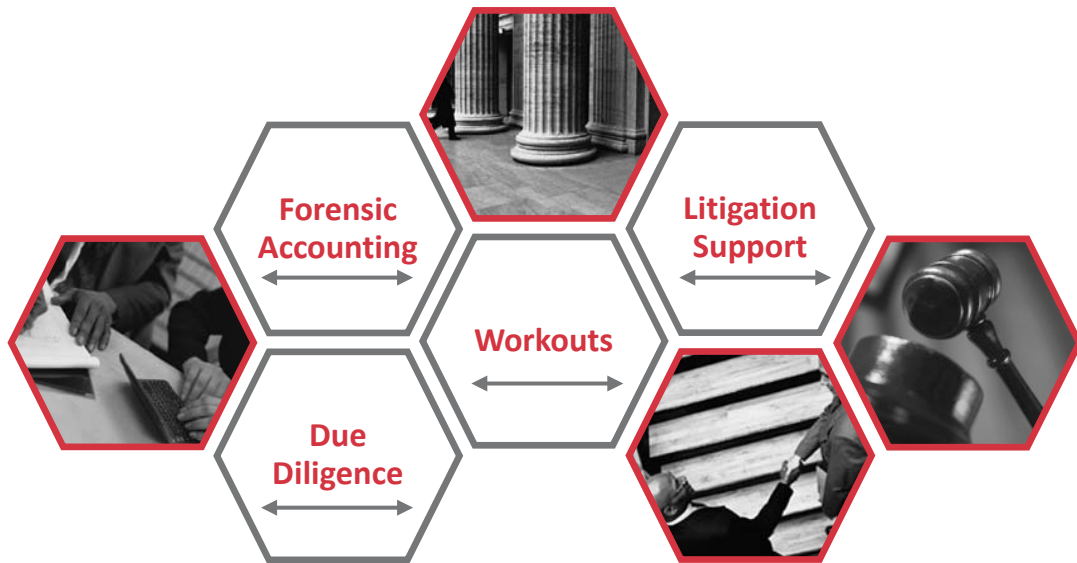 Forensic
Accounting
Litigation
Support
Workouts
Due
Diligence